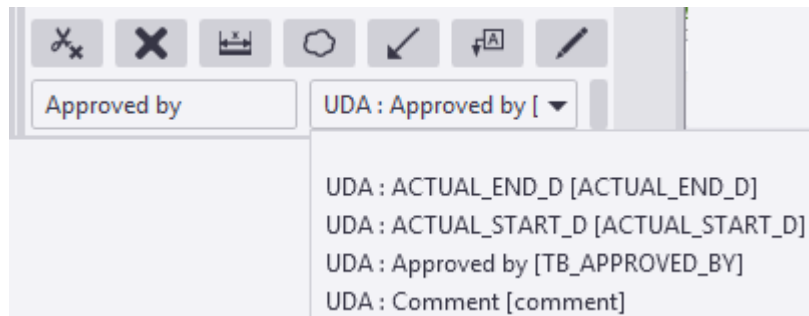 Approved by
UDA : Approved by [
UDA : ACTUAL_END_D [ACTUAL_END_D]
UDA : ACTUAL_START_D [ACTUAL_START_D]
UDA : Approved by [TB_APPROVED_BY]
UDA : Comment [comment]